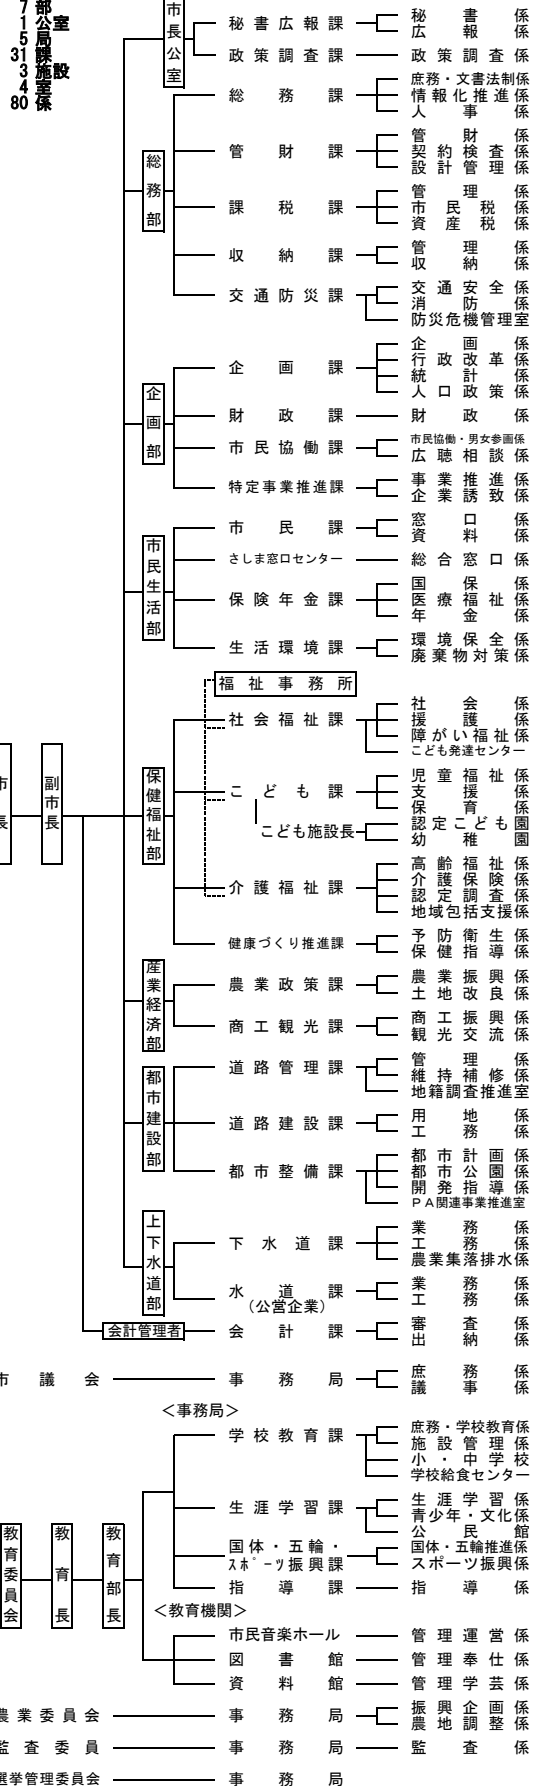 7 部
1 公室
5 局
31 課
3 施設
4 室
80 係
市長公室
秘書広報課
秘書係
広報係
政策調査課
政策調査係
総務部
総務課
庶務・文書法制係
情報化推進係
人事係
管財課
管財係
契約検査係
設計管理係
課税課
管理係
市民税係
資産税係
収納課
管理係
収納係
交通防災課
交通安全係
消防係
防災危機管理室
企画部
企画課
企画係
行政改革係
統計係
人口政策係
財政課
財政係
市民協働課
市民協働・男女参画係
広聴相談係
特定事業推進課
事業推進係
企業誘致係
市民生活部
市民課
窓口係
資料係
さしま窓口センター
総合窓口係
保険年金課
国保係
医療福祉係
年金係
生活環境課
環境保全係
廃棄物対策係
市長
副市長
保健福祉部
福祉事務所
社会福祉課
社会係
援護係
障がい福祉係
こども発達センター
こども課
児童福祉係
支援係
保育係
こども施設長
認定こども園
幼稚園
介護福祉課
高齢福祉係
介護保険係
認定調査係
地域包括支援係
健康づくり推進課
予防衛生係
保健指導係
産業経済部
農業政策課
農業振興係
土地改良係
商工観光課
商工振興係
観光交流係
都市建設部
道路管理課
管理係
維持補修係
地籍調査推進室
道路建設課
用地係
工務係
都市整備課
都市計画係
都市公園係
開発指導係
PA関連事業推進室
上下水道部
下水道課
業務係
工務係
農業集落排水係
水道課
(公営企業)
業務係
工務係
会計管理者
会計課
審査係
出納係
市議会
事務局
庶務係
議事係
教育委員会
教育長
教育部長
＜事務局＞
学校教育課
庶務・学校教育係
施設管理係
小・中学校
学校給食センター
生涯学習課
生涯学習係
青少年・文化係
公民館
国体・五輪・
スポーツ振興課
国体・五輪推進係
スポーツ振興係
指導課
指導係
＜教育機関＞
市民音楽ホール
管理運営係
図書館
管理奉仕係
資料館
管理学芸係
農業委員会
事務局
振興企画係
農地調整係
監査委員
事務局
監査係
選挙管理委員会
事務局